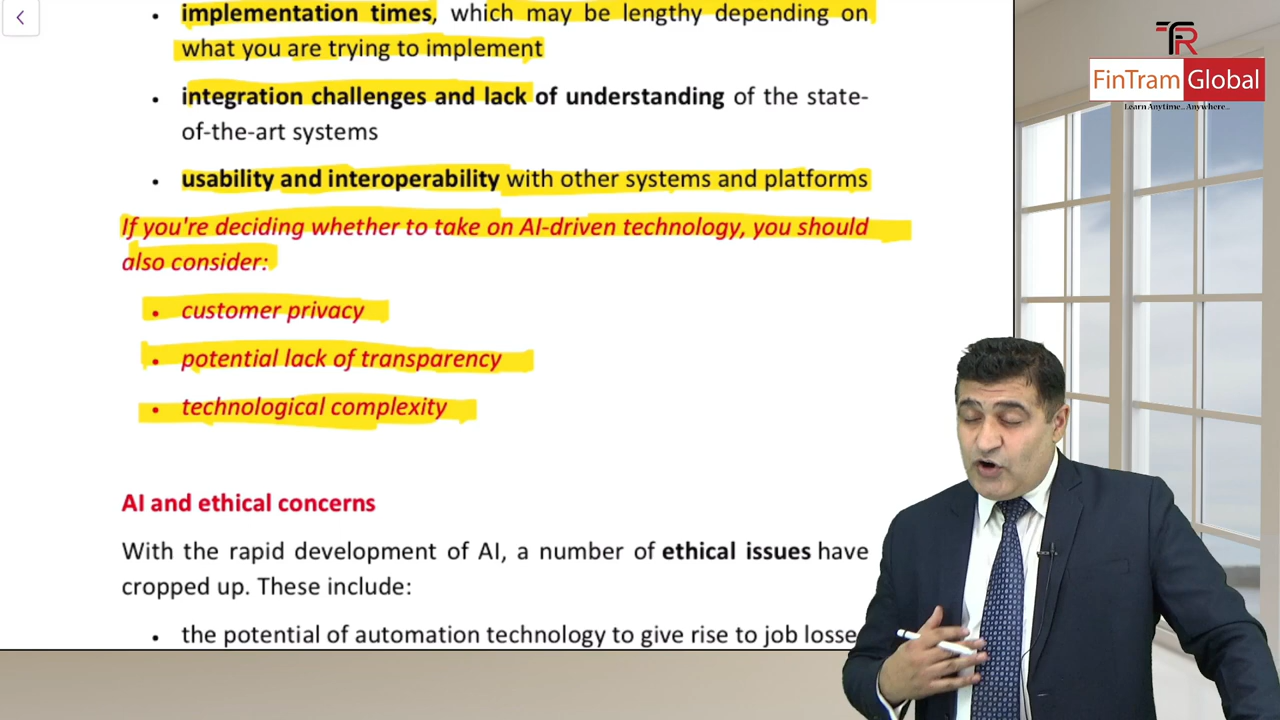 • implementation times, which may be lengthy depending on
what you are trying to implement
• integration challenges and lack of understanding of the state-
of-the-art systems
• usability and interoperability with other systems and platforms
If you're deciding whether to take on AI-driven technology, you should
also consider:
• customer privacy
• potential lack of transparency
• technological complexity
AI and ethical concerns
With the rapid development of AI, a number of ethical issues have
cropped up. These include:
• the potential of automation technology to give rise to job losse
TR
FinTram Global
Learn Anytime.. Anywhere..